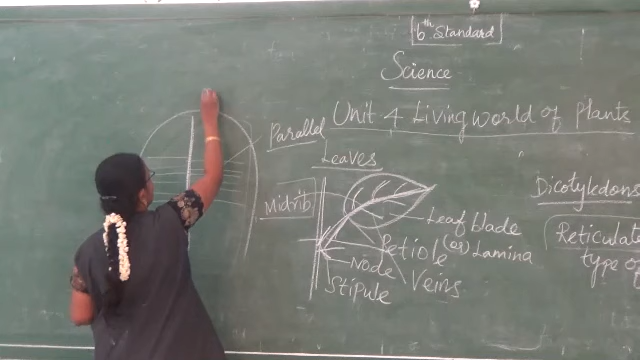 6th Standard
Science
Unit 4 Living world of Plants
Parallel
Leaves
Midrib
Leaf blade
(or) Lamina
Petiole
Node
Veins
Stipule
Dicotyledons
Reticulate
type of